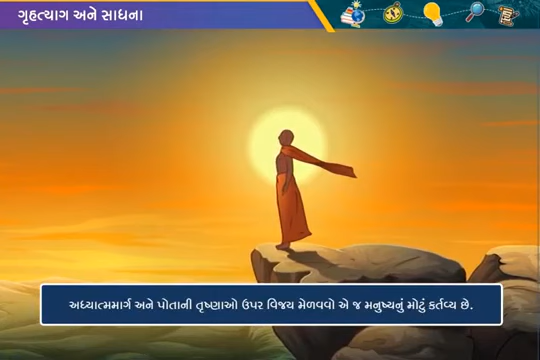 ગૃહત્યાગ અને સાધના
અધ્યાત્મમાર્ગ અને પોતાની તૃષ્ણાઓ ઉપર વિજય મેળવવો એ જ મનુષ્યનું મોટું કર્તવ્ય છે.